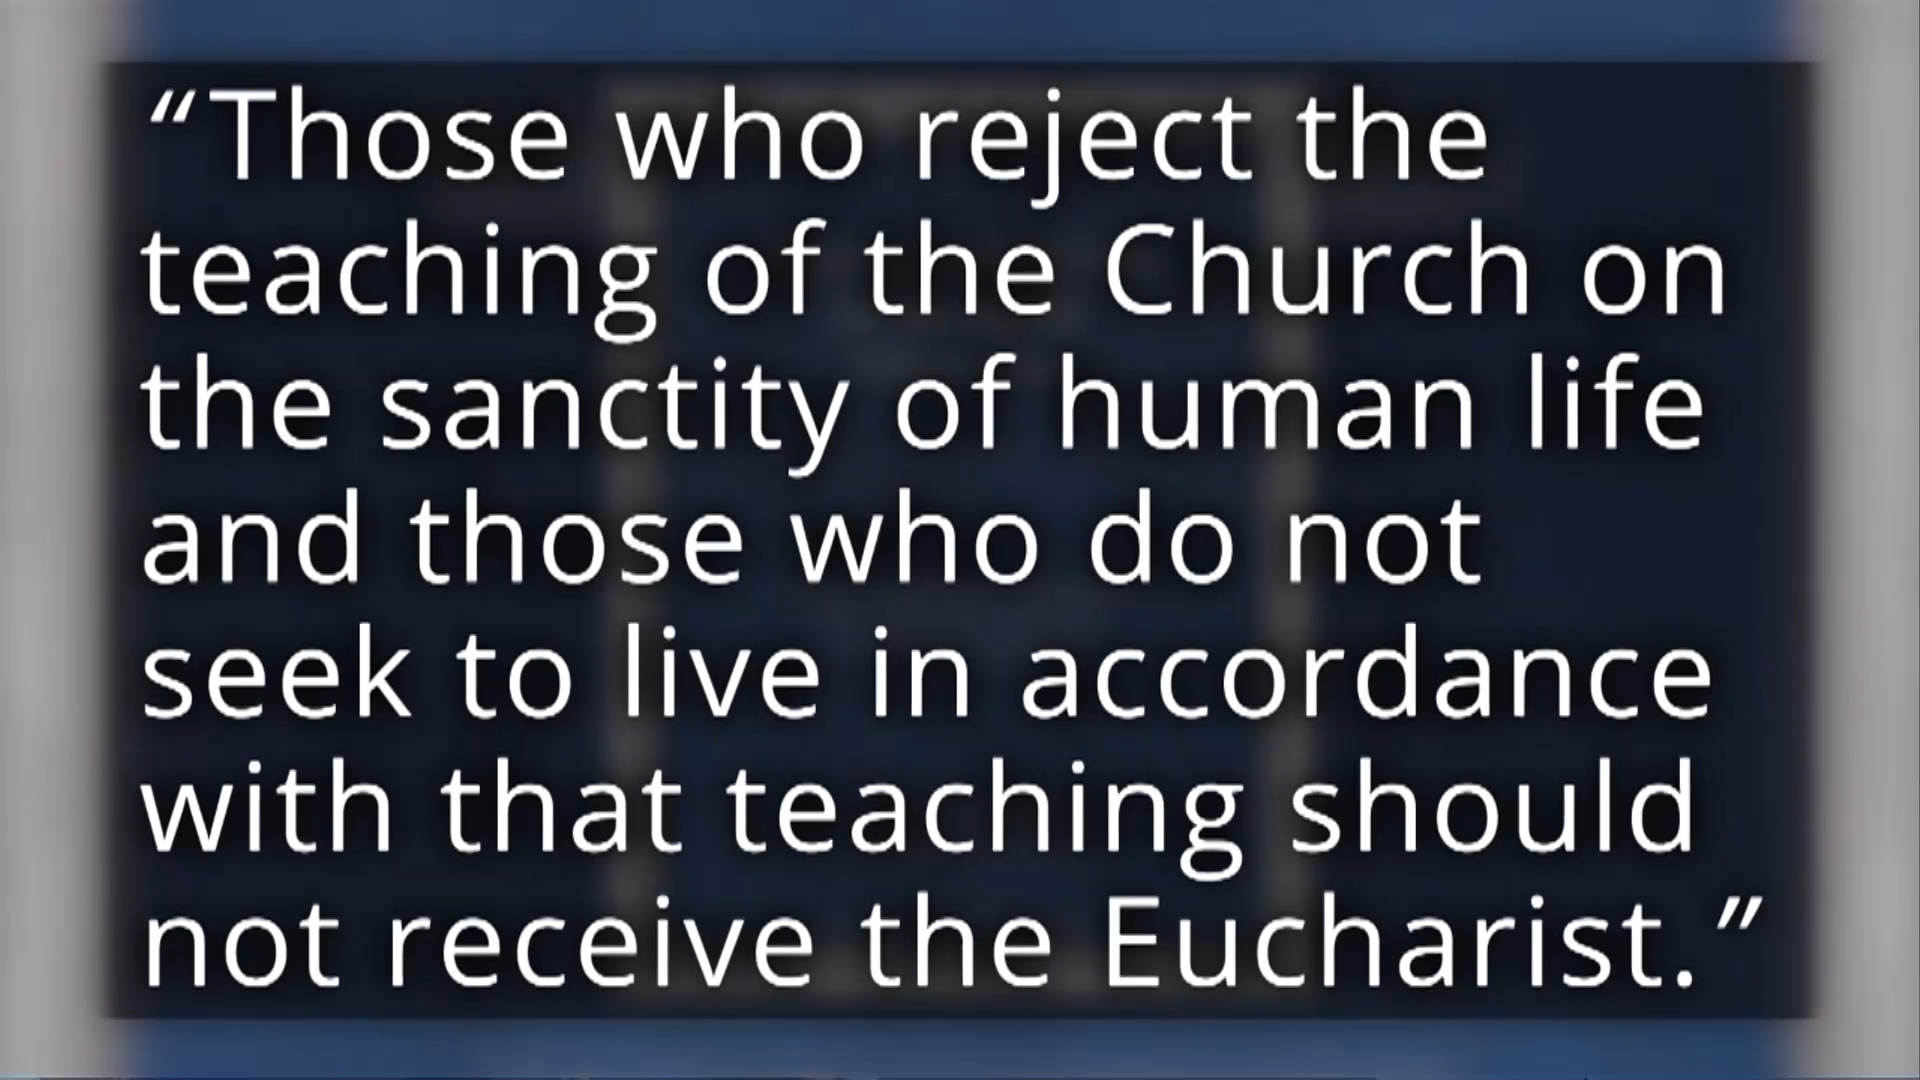 “Those who reject the
teaching of the Church on
the sanctity of human life
and those who do not
seek to live in accordance
with that teaching should
not receive the Eucharist.”